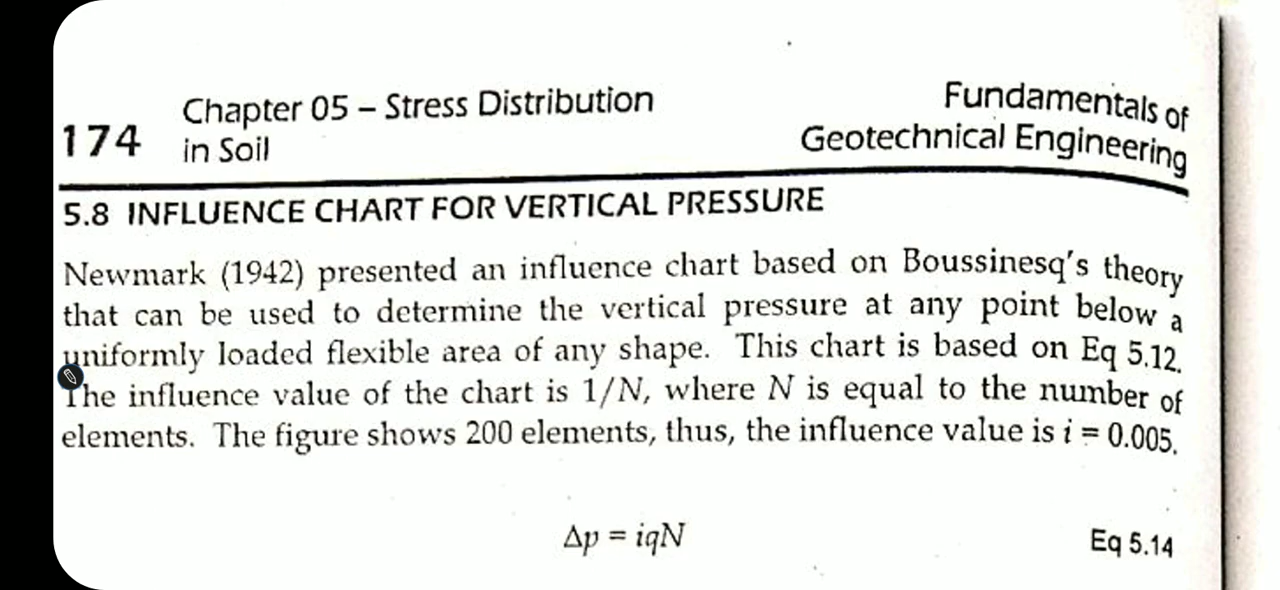 174
Chapter 05 – Stress Distribution
in Soil
Fundamentals of
Geotechnical Engineering
5.8 INFLUENCE CHART FOR VERTICAL PRESSURE
Newmark (1942) presented an influence chart based on Boussinesq's theory
that can be used to determine the vertical pressure at any point below a
uniformly loaded flexible area of any shape. This chart is based on Eq 5.12.
The influence value of the chart is 1/N, where N is equal to the number of
elements. The figure shows 200 elements, thus, the influence value is i = 0.005.
Δp = iqN
Eq 5.14